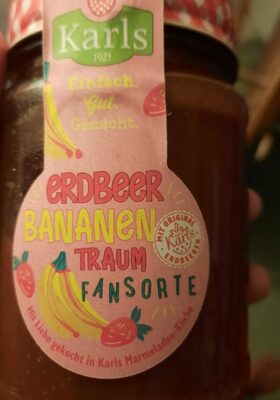 Karls
1921
Einfach.
Gut.
Gemacht.
ERDBEER
BANANEN
TRAUM
FANSORTE
MIT ORIGINAL
Karls
ERDBEEREN
Mit Liebe gekocht in Karls Marmeladen-Küche